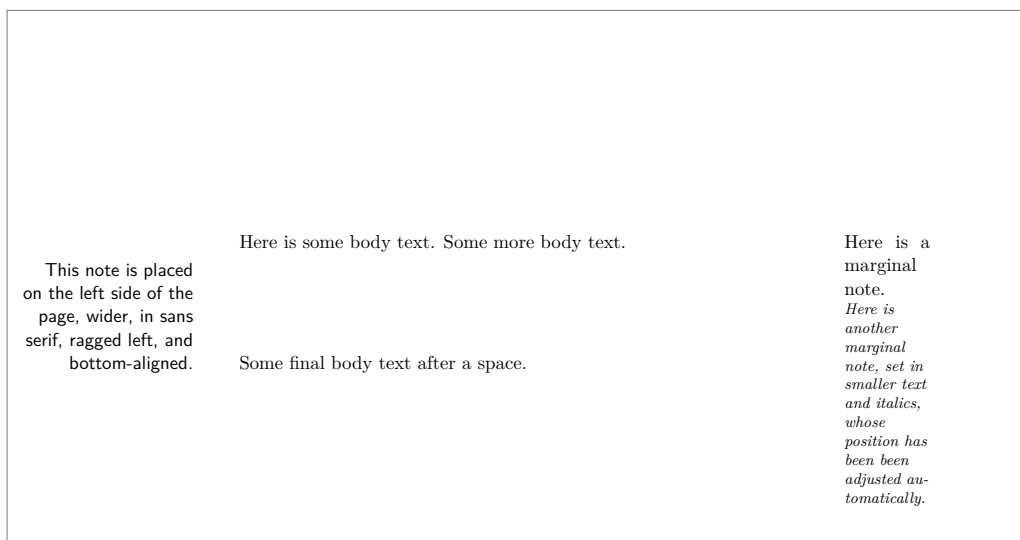 Here is some body text. Some more body text.
This note is placed
on the left side of the
page, wider, in sans
serif, ragged left, and
bottom-aligned.
Some final body text after a space.
Here is a
marginal
note.
Here is
another
marginal
note, set in
smaller text
and italics,
whose
position has
been been
adjusted au-
tomatically.